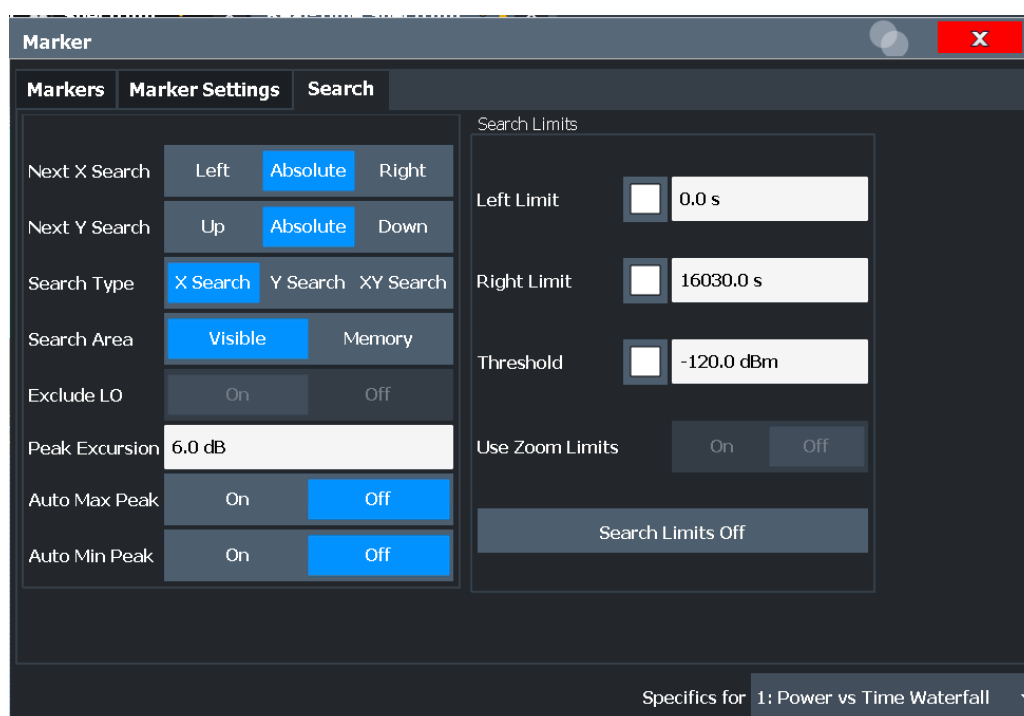 Marker
X
Markers Marker Settings Search
Next X Search Left Absolute Right
Next Y Search Up Absolute Down
Search Type X Search Y Search XY Search
Search Area Visible Memory
Exclude LO On Off
Peak Excursion 6.0 dB
Auto Max Peak On Off
Auto Min Peak On Off
Search Limits
Left Limit 0.0 s
Right Limit 16030.0 s
Threshold -120.0 dBm
Use Zoom Limits On Off
Search Limits Off
Specifics for 1: Power vs Time Waterfall